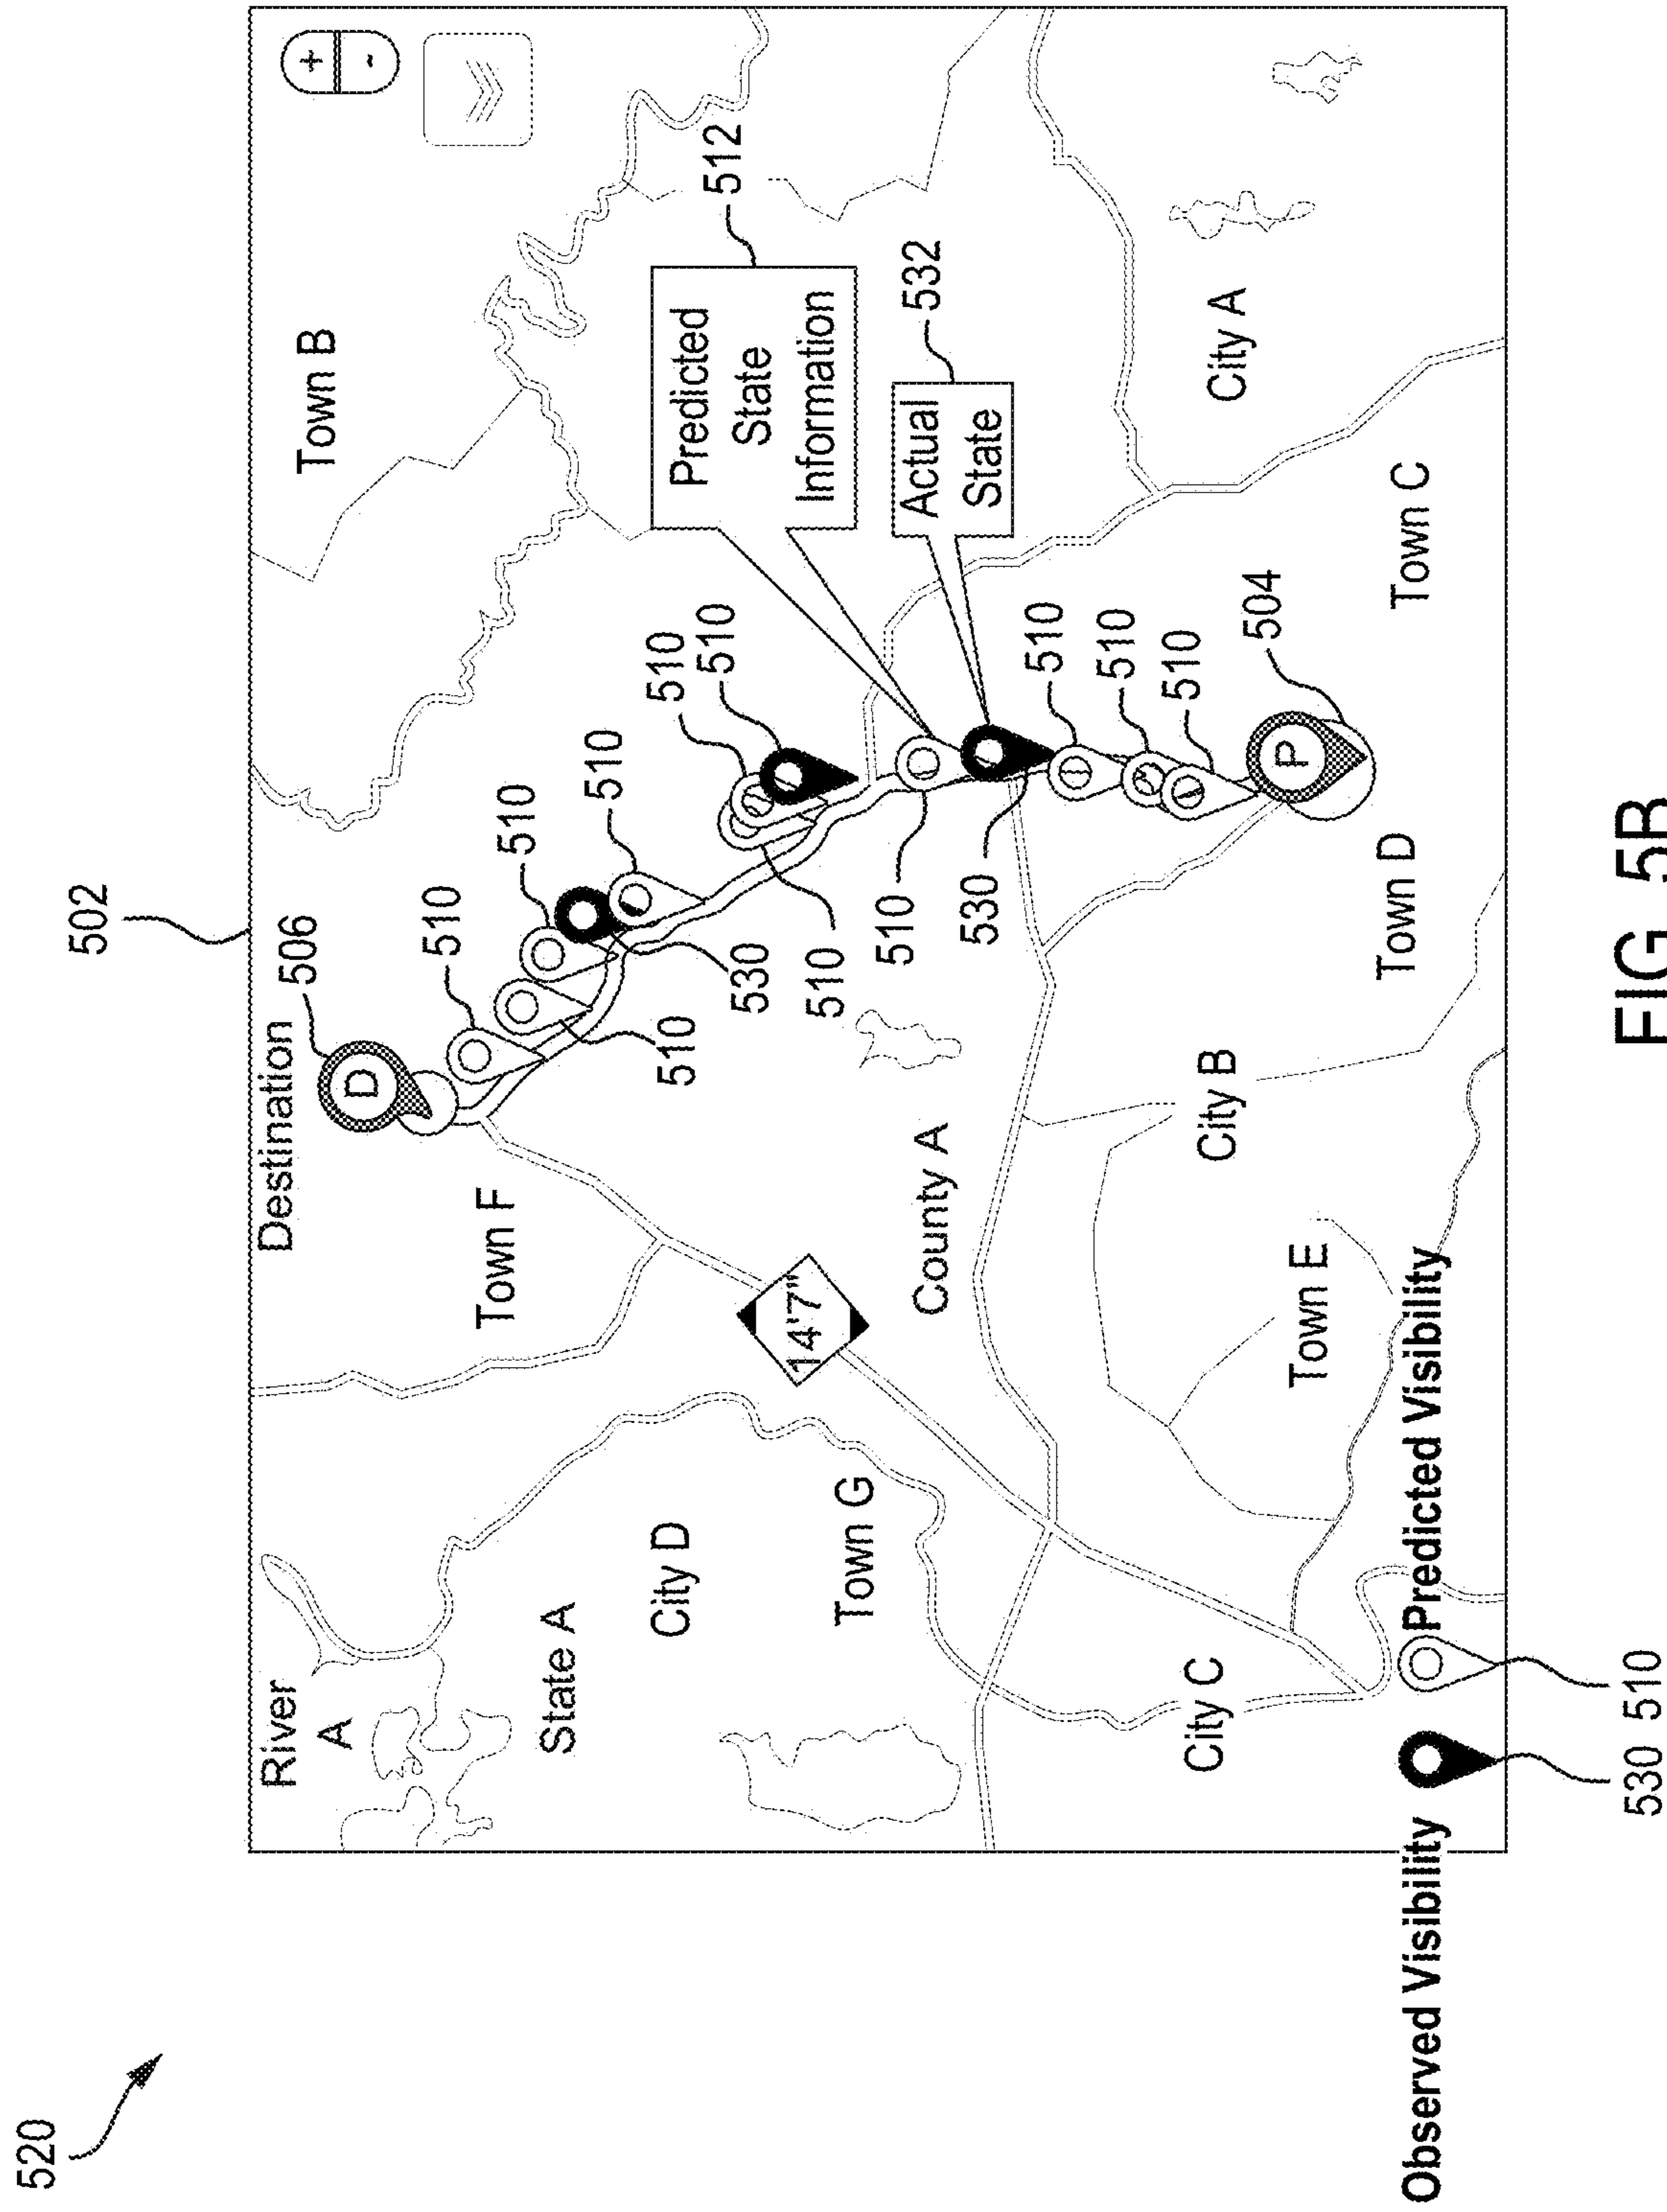 520
502
River
A
Destination
506
Town B
+
-
D
510
Town F
510
State A
510
510
City D
510
510
Predicted
State
Information
512
530
14'7"
510
Town G
510
County A
Actual
State
532
530
510
510
510
City C
City B
City A
504
P
Town E
Town D
Town C
Observed Visibility
Predicted Visibility
530 510
FIG. 5B